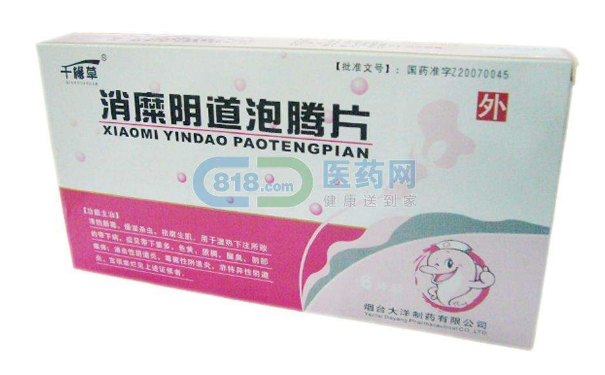 千緣草®
【批准文号】：国药准字Z20070045
外
消糜阴道泡腾片
XIAOMI YINDAO PAOTENGPIAN
818.com 医药网
健康送到家
【功能主治】
清热解毒，燥湿杀虫，祛腐生肌。用于湿热下注所致
的带下病，症见带下量多、色黄、质稠、腥臭、阴部
瘙痒；滴虫性阴道炎、霉菌性阴道炎、非特异性阴道
炎、宫颈糜烂见上述证候者。
烟台大洋制药有限公司
Yantai Dayang Pharmaceutical CO.,LTD